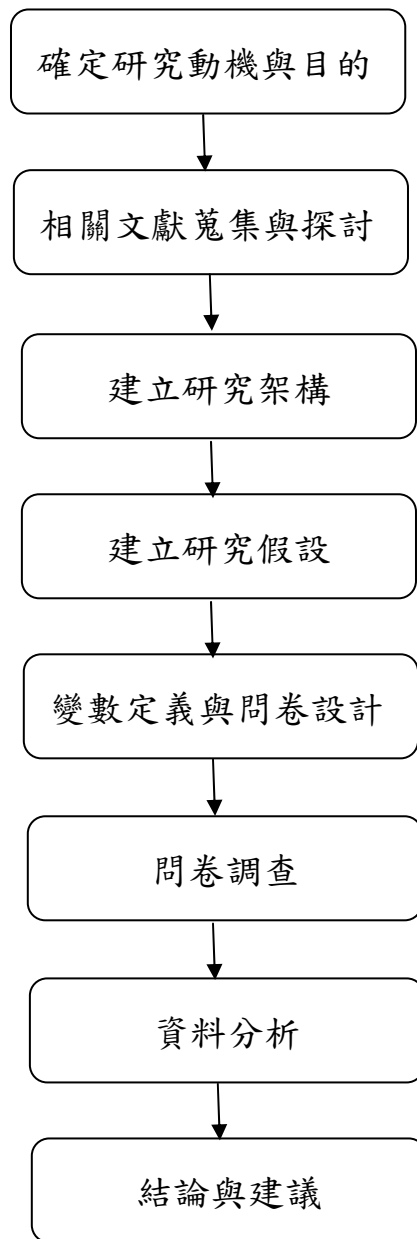 確定研究動機與目的
相關文獻蒐集與探討
建立研究架構
建立研究假設
變數定義與問卷設計
問卷調查
資料分析
結論與建議